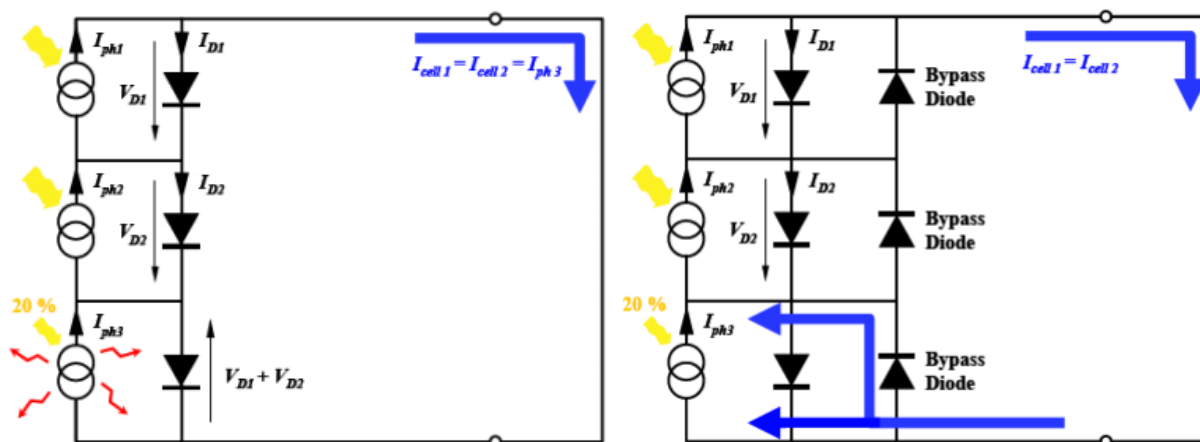 I_ph1
I_D1
V_D1
I_cell 1 = I_cell 2 = I_ph 3
I_ph2
I_D2
V_D2
20 %
I_ph3
V_D1 + V_D2
I_ph1
I_D1
V_D1
Bypass
Diode
I_cell 1 = I_cell 2
I_ph2
I_D2
V_D2
Bypass
Diode
20 %
I_ph3
Bypass
Diode